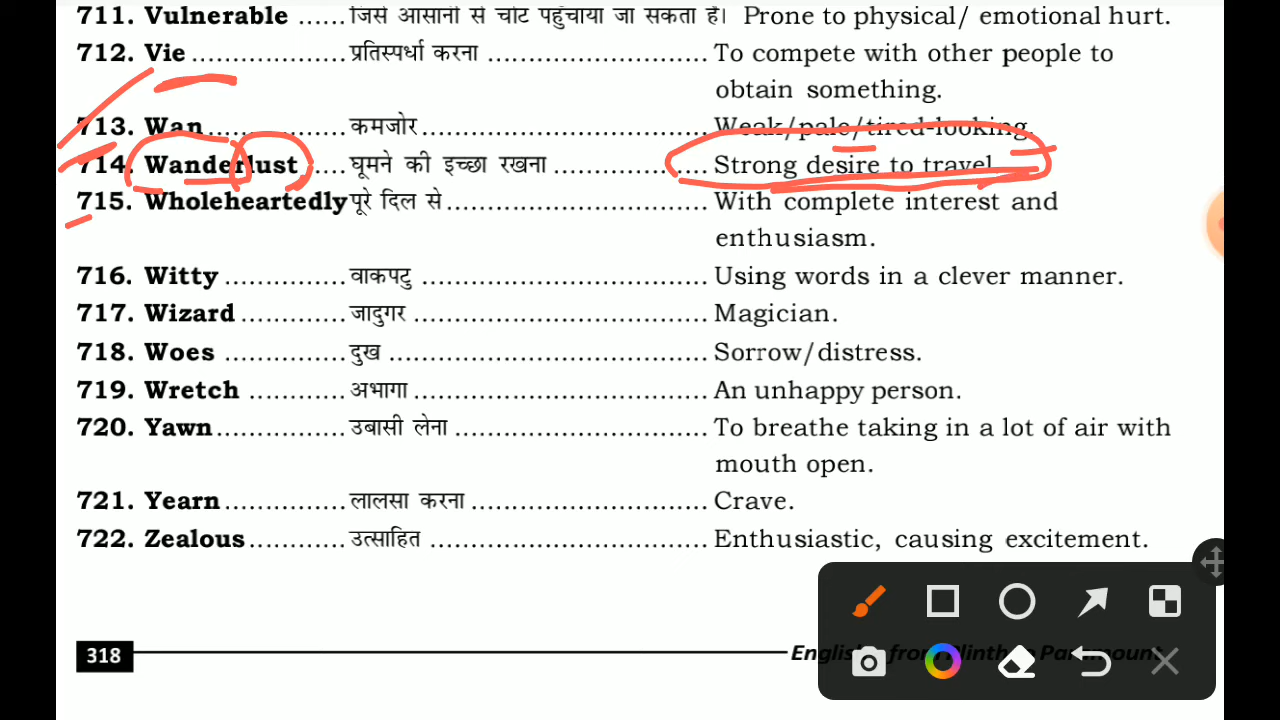 711. Vulnerable ...... जिसे आसानी से चोट पहुँचाया जा सकता है। Prone to physical/ emotional hurt.
712. Vie ................... प्रतिस्पर्धा करना ........................... To compete with other people to
obtain something.
713. Wan.................. कमजोर................................... Weak/pale/tired-looking.
714. Wanderlust .... घूमने की इच्छा रखना ................... Strong desire to travel
715. Wholeheartedly पूरे दिल से................................ With complete interest and
enthusiasm.
716. Witty ............... वाकपटु ................................... Using words in a clever manner.
717. Wizard ............. जादुगर ................................... Magician.
718. Woes ............... दुख ....................................... Sorrow/distress.
719. Wretch ............ अभागा................................... An unhappy person.
720. Yawn................ उबासी लेना .............................. To breathe taking in a lot of air with
mouth open.
721. Yearn............... लालसा करना ............................. Crave.
722. Zealous............ उत्साहित ................................. Enthusiastic, causing excitement.
318 English from Plinth Paramount